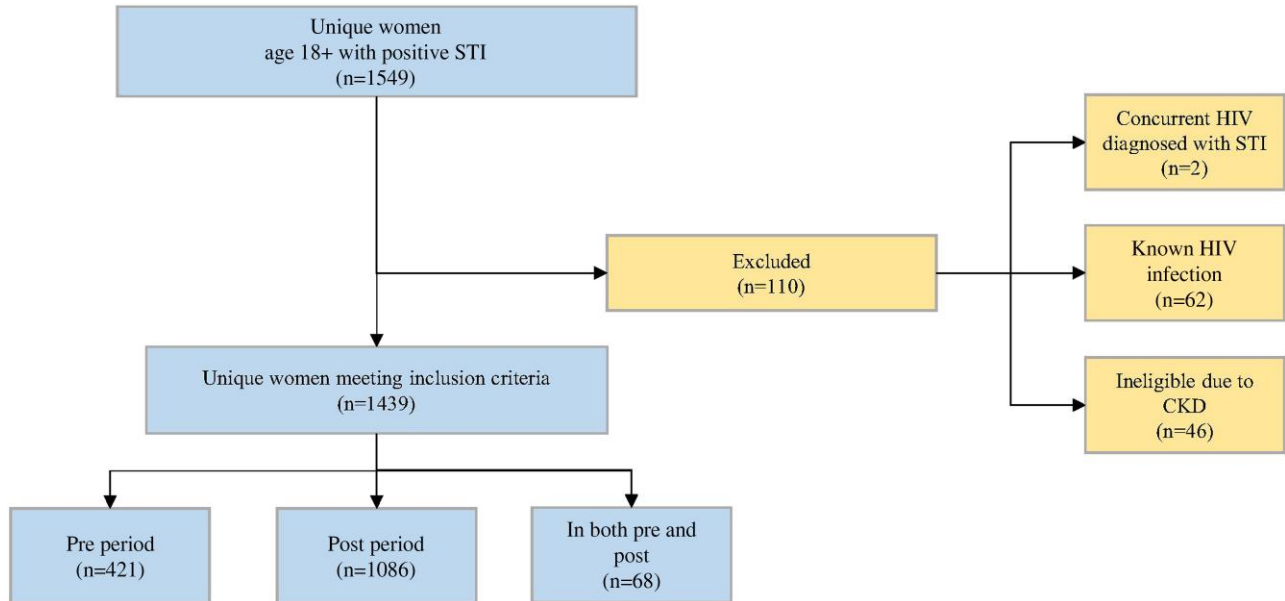 Unique women
age 18+ with positive STI
(n=1549)
Concurrent HIV
diagnosed with STI
(n=2)
Excluded
(n=110)
Known HIV
infection
(n=62)
Unique women meeting inclusion criteria
(n=1439)
Ineligible due to
CKD
(n=46)
Pre period
(n=421)
Post period
(n=1086)
In both pre and
post
(n=68)